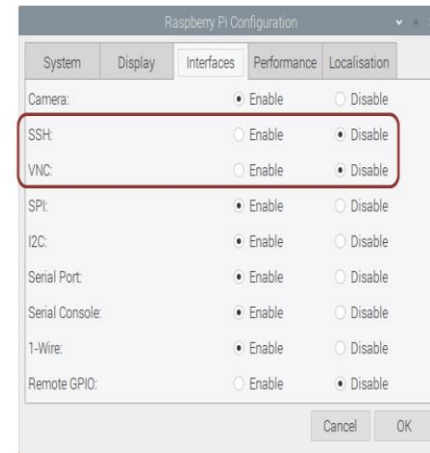 Raspberry Pi Configuration
System Display Interfaces Performance Localisation
Camera: Enable Disable
SSH: Enable Disable
VNC: Enable Disable
SPI: Enable Disable
I2C: Enable Disable
Serial Port: Enable Disable
Serial Console: Enable Disable
1-Wire: Enable Disable
Remote GPIO: Enable Disable
Cancel OK